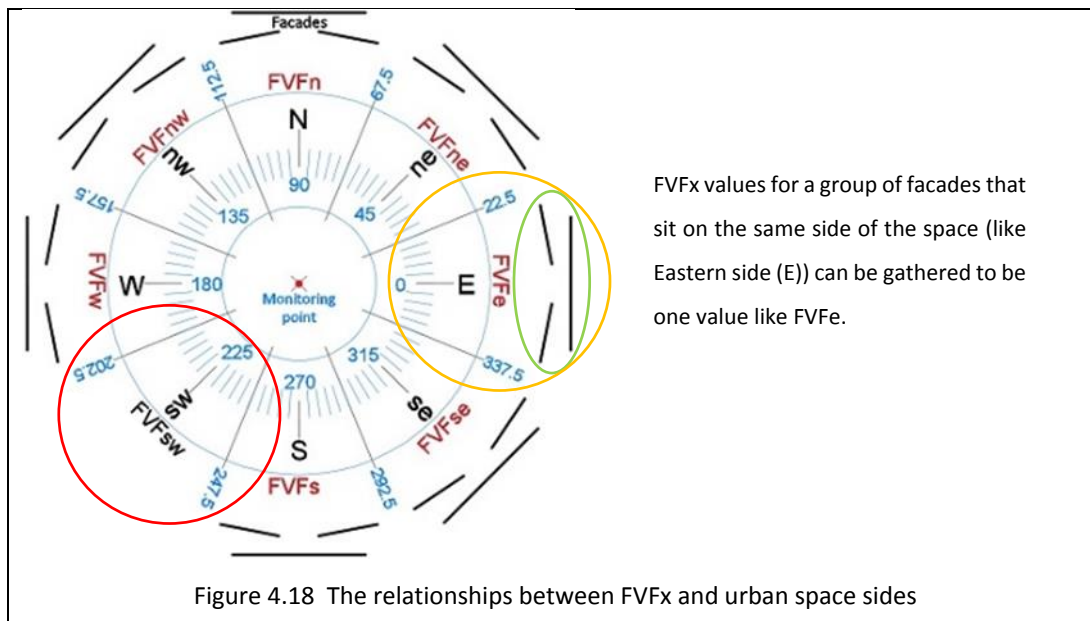 Facades
FVFn
112.5
67.5
N
FVFnw
nw
FVFne
ne
90
135
45
157.5
22.5
FVFw
W
180
Monitoring
point
0
E
FVFe
202.5
337.5
225
315
270
sw
FVFsw
se
FVFse
S
247.5
292.5
FVFs
FVFx values for a group of facades that
sit on the same side of the space (like
Eastern side (E)) can be gathered to be
one value like FVFe.
Figure 4.18 The relationships between FVFx and urban space sides